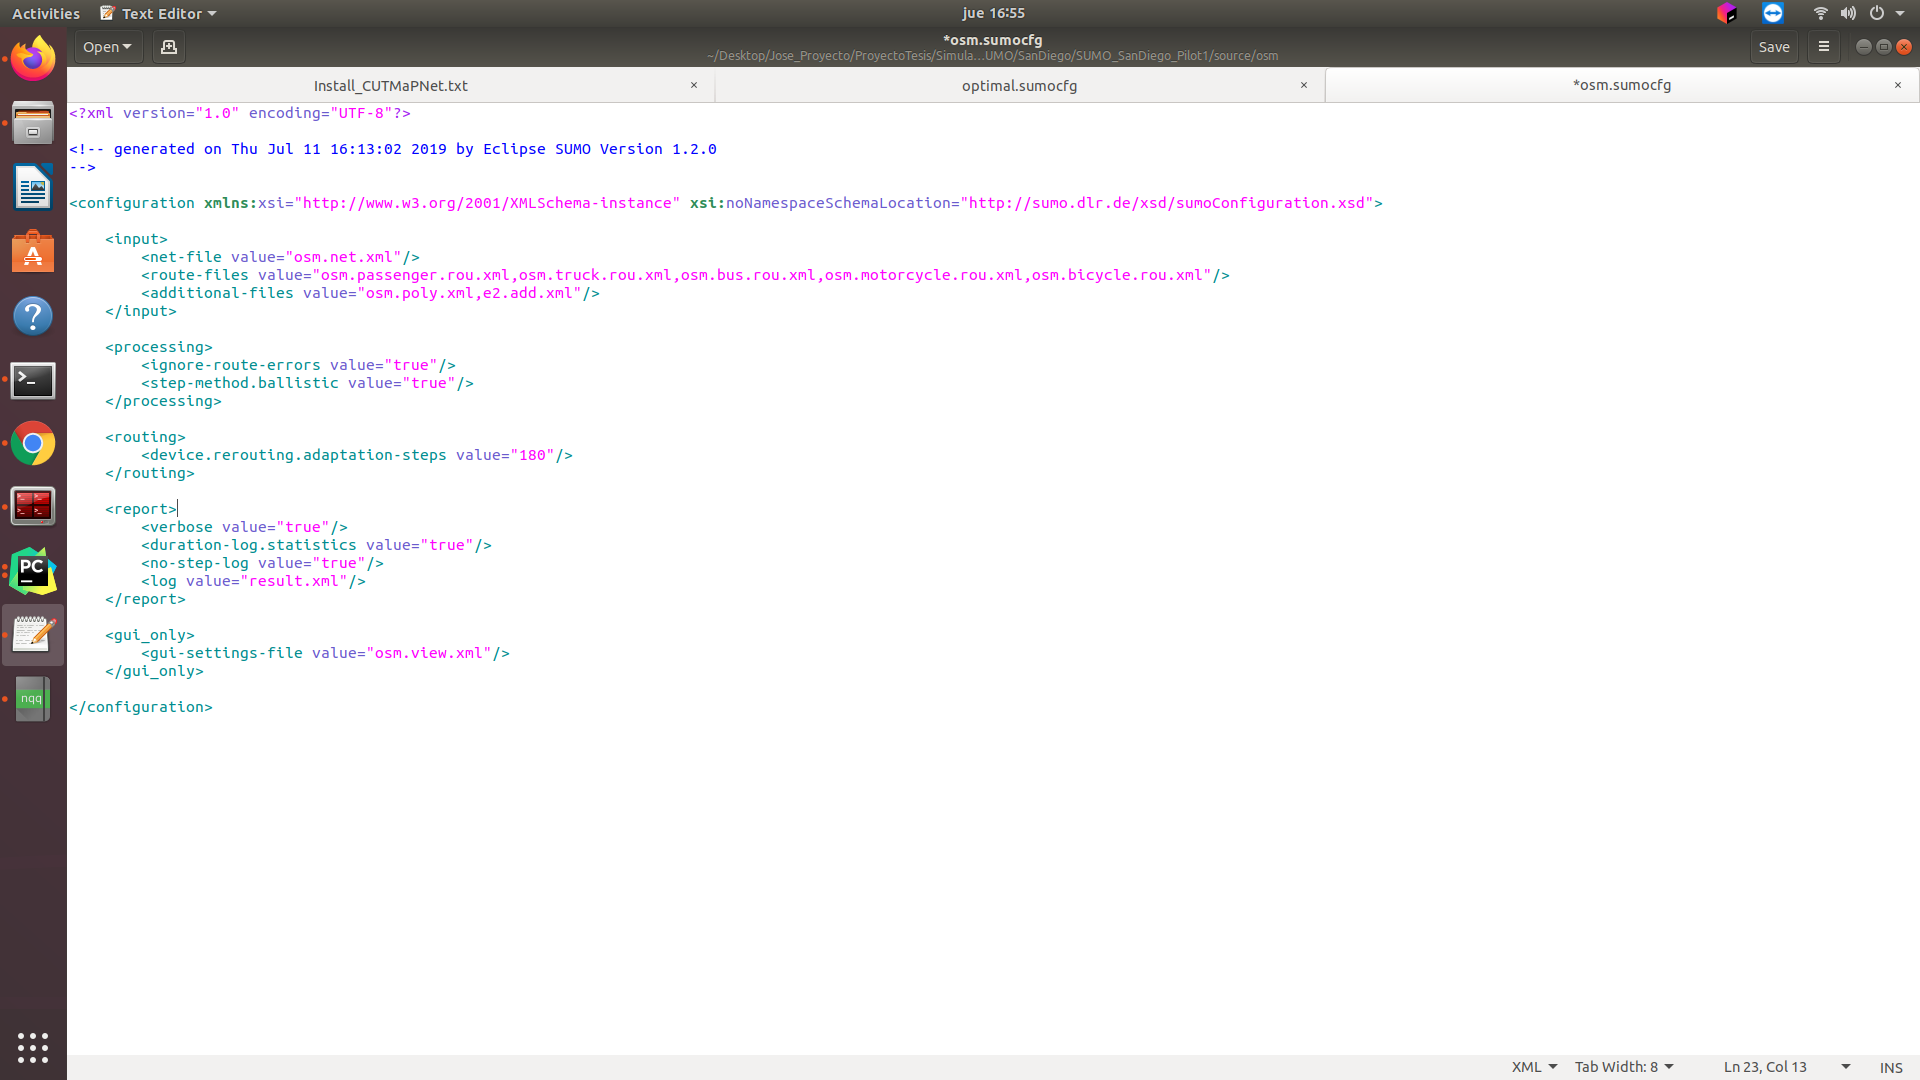 Activities Text Editor jue 16:55
Open *osm.sumocfg Save
~/Desktop/Jose_Proyecto/ProyectoTesis/Simula...UMO/SanDiego/SUMO_SanDiego_Pilot1/source/osm
Install_CUTMaPNet.txt × optimal.sumocfg × *osm.sumocfg ×
<?xml version="1.0" encoding="UTF-8"?>
<!-- generated on Thu Jul 11 16:13:02 2019 by Eclipse SUMO Version 1.2.0
-->
<configuration xmlns:xsi="http://www.w3.org/2001/XMLSchema-instance" xsi:noNamespaceSchemaLocation="http://sumo.dlr.de/xsd/sumoConfiguration.xsd">
<input>
<net-file value="osm.net.xml"/>
<route-files value="osm.passenger.rou.xml,osm.truck.rou.xml,osm.bus.rou.xml,osm.motorcycle.rou.xml,osm.bicycle.rou.xml"/>
<additional-files value="osm.poly.xml,e2.add.xml"/>
</input>
<processing>
<ignore-route-errors value="true"/>
<step-method.ballistic value="true"/>
</processing>
<routing>
<device.rerouting.adaptation-steps value="180"/>
</routing>
<report>
<verbose value="true"/>
<duration-log.statistics value="true"/>
<no-step-log value="true"/>
<log value="result.xml"/>
</report>
<gui_only>
<gui-settings-file value="osm.view.xml"/>
</gui_only>
</configuration>
PC
nqq
XML Tab Width: 8 Ln 23, Col 13 INS